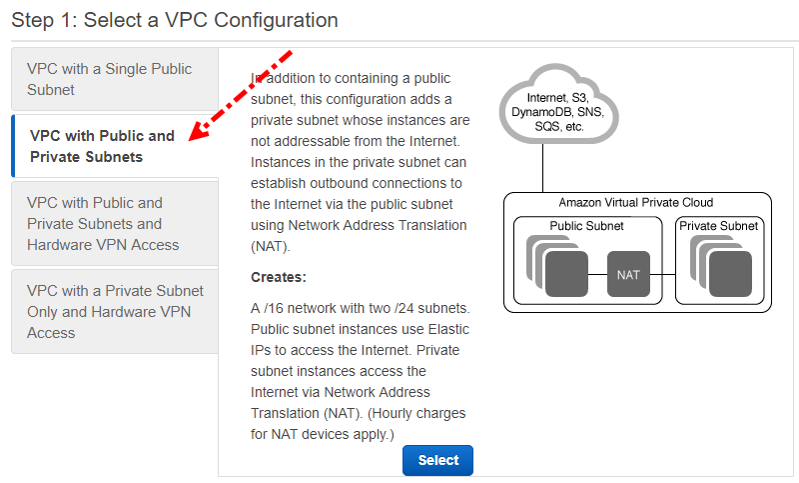 Step 1: Select a VPC Configuration
VPC with a Single Public
Subnet
VPC with Public and
Private Subnets
VPC with Public and
Private Subnets and
Hardware VPN Access
VPC with a Private Subnet
Only and Hardware VPN
Access
In addition to containing a public
subnet, this configuration adds a
private subnet whose instances are
not addressable from the Internet.
Instances in the private subnet can
establish outbound connections to
the Internet via the public subnet
using Network Address Translation
(NAT).
Creates:
A /16 network with two /24 subnets.
Public subnet instances use Elastic
IPs to access the Internet. Private
subnet instances access the
Internet via Network Address
Translation (NAT). (Hourly charges
for NAT devices apply.)
Select
Internet, S3,
DynamoDB, SNS,
SQS, etc.
Amazon Virtual Private Cloud
Public Subnet
Private Subnet
NAT